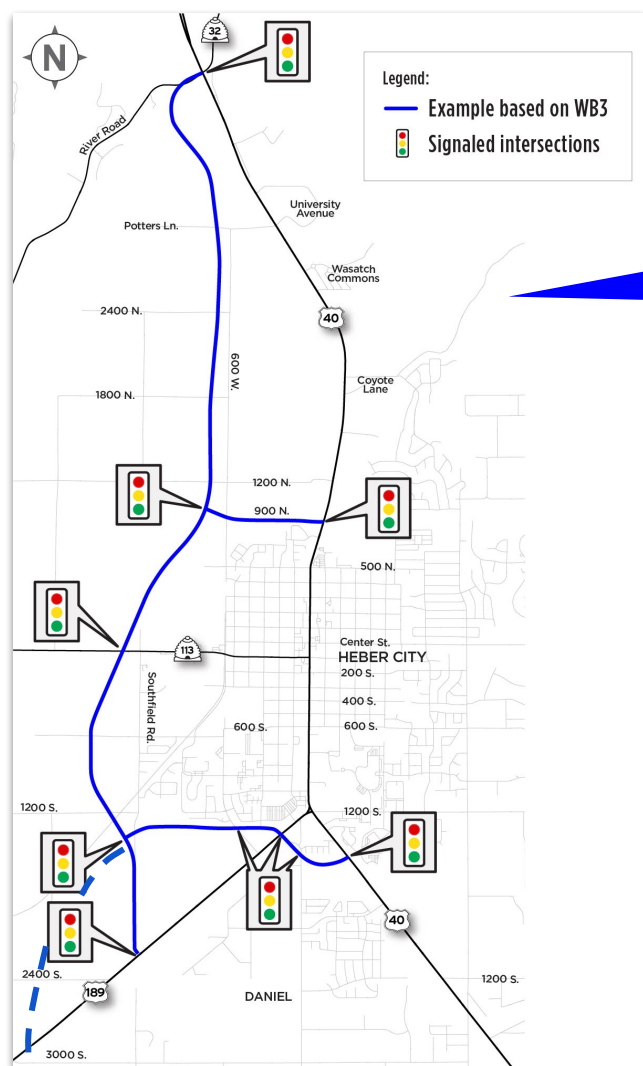 N
32
Legend:
Example based on WB3
Signaled intersections
River Road
University
Avenue
Potters Ln.
Wasatch
Commons
2400 N.
40
600 W.
Coyote
Lane
1800 N.
1200 N.
900 N.
500 N.
Center St.
113
HEBER CITY
200 S.
Southfield Rd.
400 S.
600 S.
600 S.
1200 S.
1200 S.
40
2400 S.
1200 S.
189
DANIEL
3000 S.